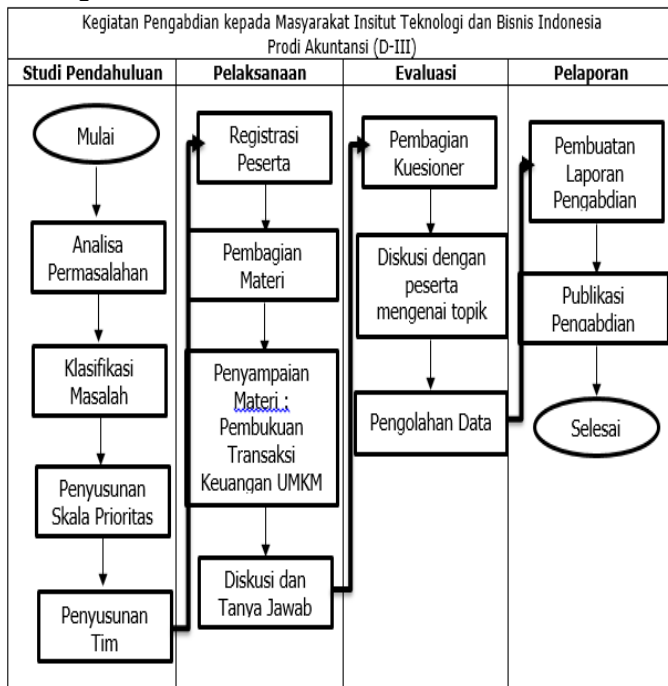 Kegiatan Pengabdian kepada Masyarakat Insitut Teknologi dan Bisnis Indonesia
Prodi Akuntansi (D-III)
Studi Pendahuluan
Pelaksanaan
Evaluasi
Pelaporan
Mulai
Analisa
Permasalahan
Klasifikasi
Masalah
Penyusunan
Skala Prioritas
Penyusunan
Tim
Registrasi
Peserta
Pembagian
Materi
Penyampaian
Materi :
Pembukuan
Transaksi
Keuangan UMKM
Diskusi dan
Tanya Jawab
Pembagian
Kuesioner
Diskusi dengan
peserta
mengenai topik
Pengolahan Data
Pembuatan
Laporan
Pengabdian
Publikasi
Pengabdian
Selesai